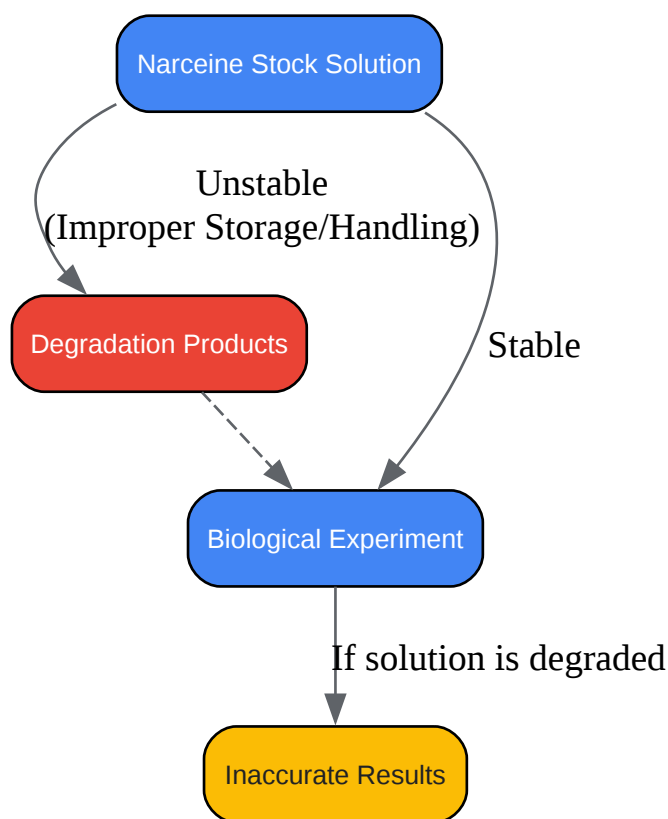 Narceine Stock Solution
Unstable
(Improper Storage/Handling)
Degradation Products
Stable
Biological Experiment
If solution is degraded
Inaccurate Results